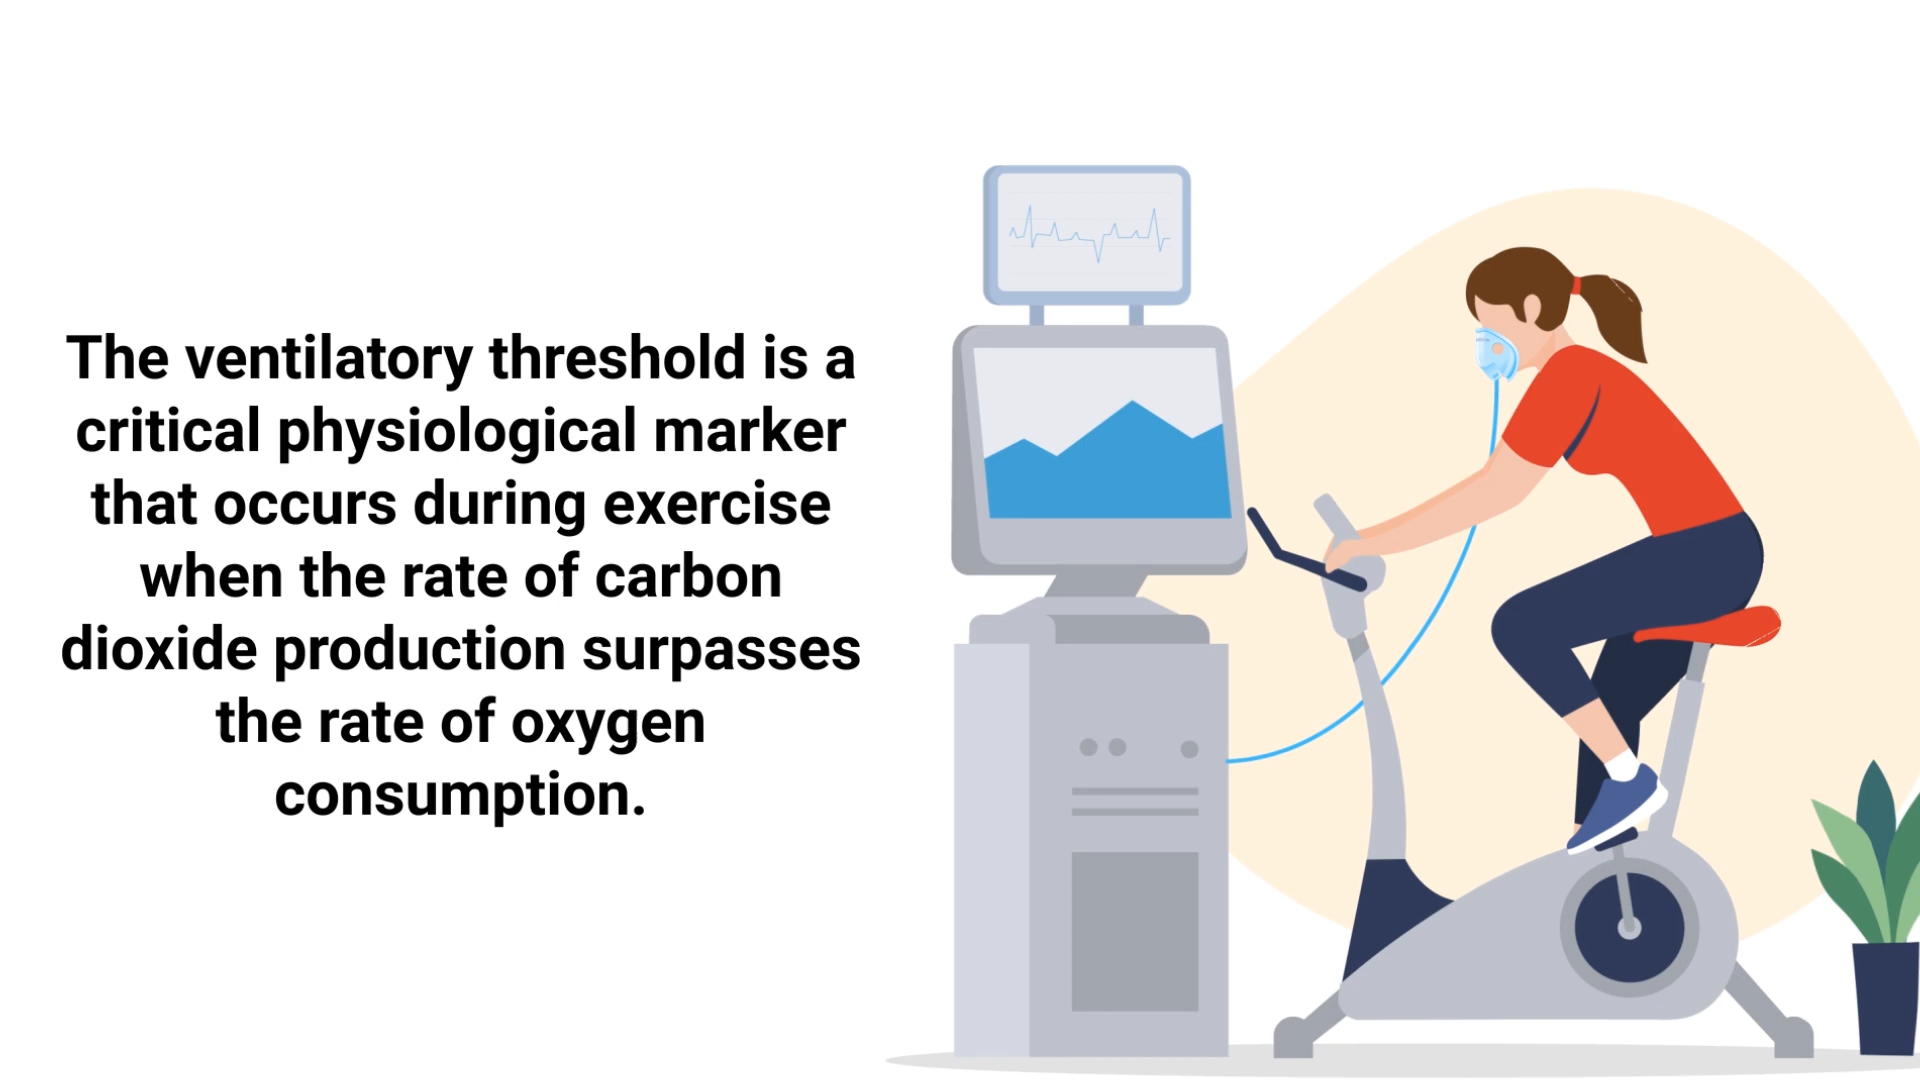 The ventilatory threshold is a
critical physiological marker
that occurs during exercise
when the rate of carbon
dioxide production surpasses
the rate of oxygen
consumption.